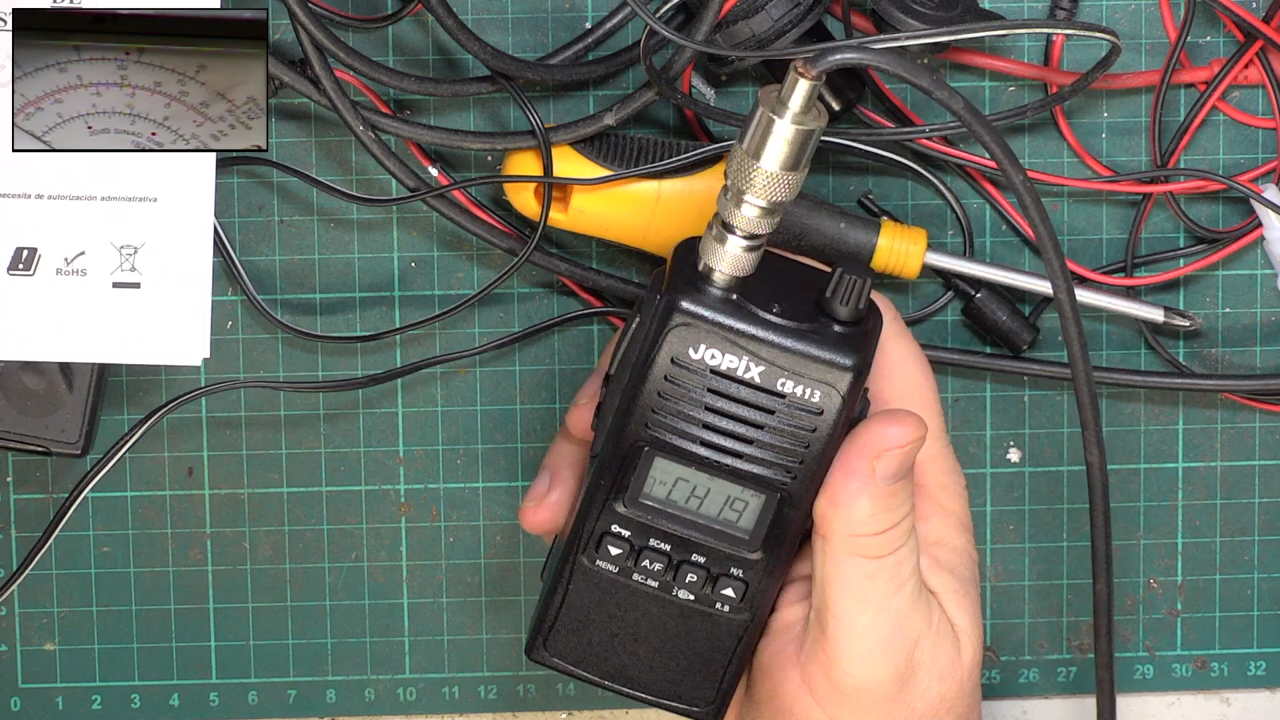 DE
necesita de autorización administrativa
RoHS
SINAD
JOPIX CB413
CH 19
SCAN
DW
H/L
A/F
P
MENU
SC.list
R.B
0 1 2 3 4 5 6 7 8 9 10 11 12 13 14 25 26 27 29 30 31 32